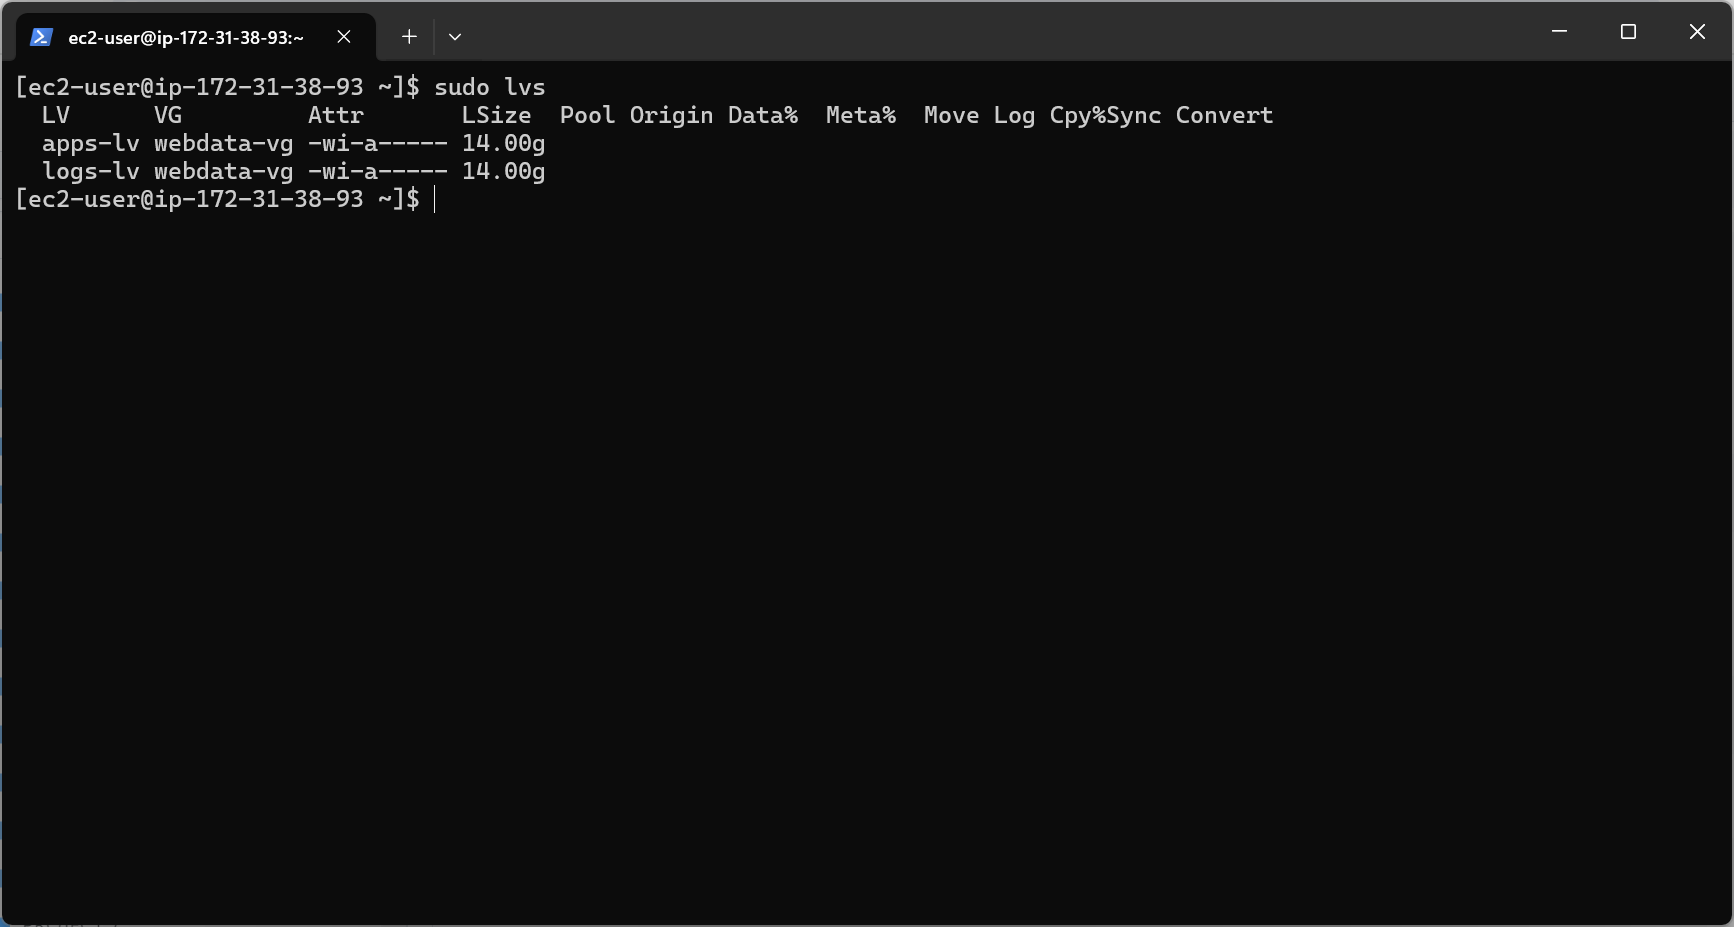 ec2-user@ip-172-31-38-93:~
[ec2-user@ip-172-31-38-93 ~]$ sudo lvs
  LV      VG         Attr       LSize  Pool Origin Data%  Meta%  Move Log Cpy%Sync Convert
  apps-lv webdata-vg -wi-a----- 14.00g
  logs-lv webdata-vg -wi-a----- 14.00g
[ec2-user@ip-172-31-38-93 ~]$